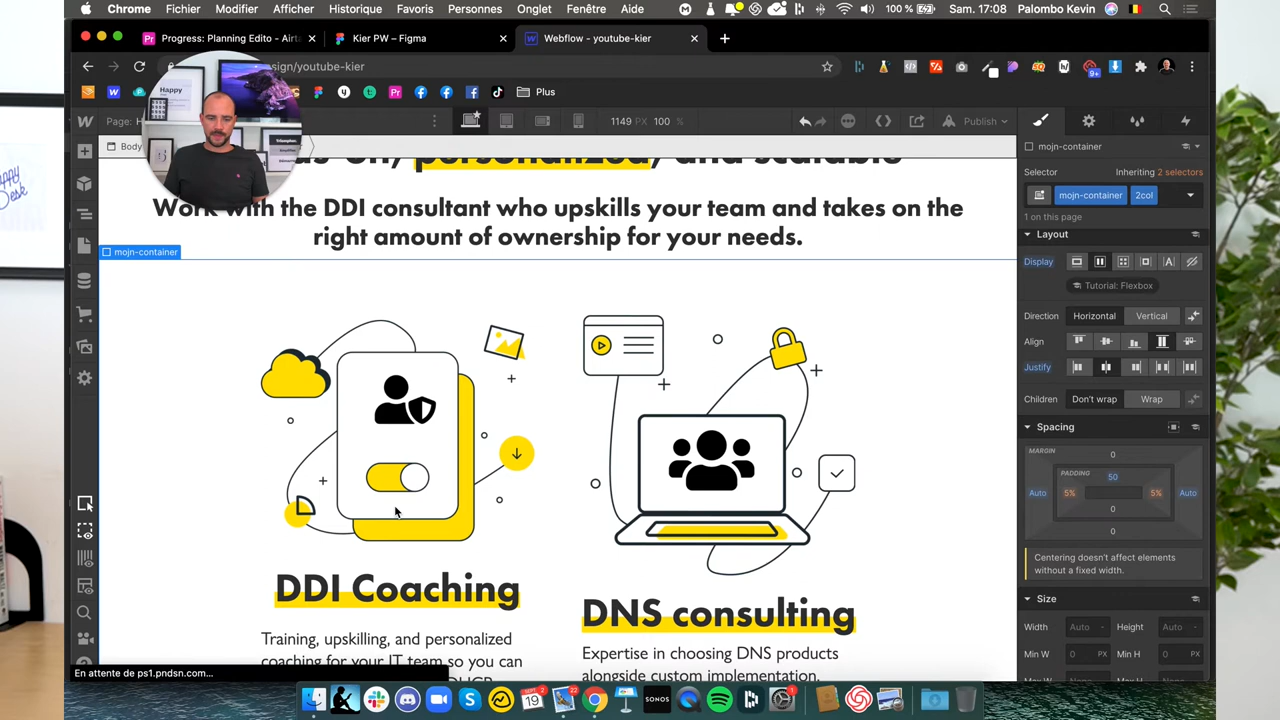 Chrome Fichier Modifier Afficher Historique Favoris Personnes Onglet Fenêtre Aide 100 % Sam. 17:08 Palombo Kevin
Progress: Planning Edito - Airta
Kier PW – Figma
Webflow - youtube-kier
sign/youtube-kier
9+
Plus
Happy
Page: H
1149 PX 100 %
Publish
Body
personalized, and scalable
Work with the DDI consultant who upskills your team and takes on the
right amount of ownership for your needs.
mojn-container
DDI Coaching
Training, upskilling, and personalized
coaching for your IT team so you can
DNS consulting
Expertise in choosing DNS products
alongside custom implementation.
En attente de ps1.pndsn.com...
mojn-container
Selector
Inheriting 2 selectors
mojn-container 2col
1 on this page
Layout
Display
Tutorial: Flexbox
Direction Horizontal Vertical
Align
Justify
Children Don't wrap Wrap
Spacing
MARGIN
0
PADDING
50
Auto 5% 5% Auto
0
0
Centering doesn't affect elements
without a fixed width.
Size
Width Auto - Height Auto -
Min W 0 PX Min H 0 PX
SONOS